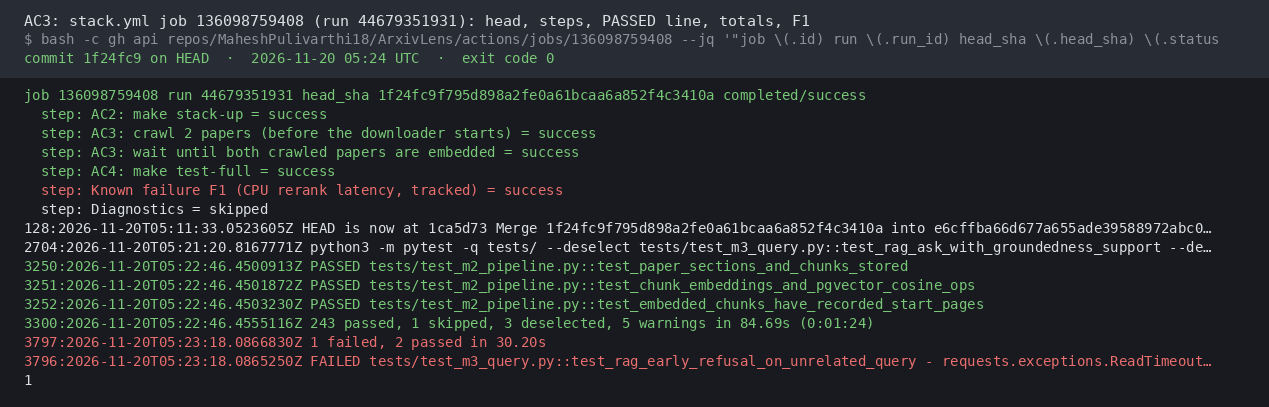 AC3: stack.yml job 136098759408 (run 44679351931): head, steps, PASSED line, totals, F1
$ bash -c gh api repos/MaheshPulivarthi18/ArxivLens/actions/jobs/136098759408 --jq '"job \(.id) run \(.run_id) head_sha \(.head_sha) \(.status
commit 1f24fc9 on HEAD · 2026-11-20 05:24 UTC · exit code 0
job 136098759408 run 44679351931 head_sha 1f24fc9f795d898a2fe0a61bcaa6a852f4c3410a completed/success
step: AC2: make stack-up = success
step: AC3: crawl 2 papers (before the downloader starts) = success
step: AC3: wait until both crawled papers are embedded = success
step: AC4: make test-full = success
step: Known failure F1 (CPU rerank latency, tracked) = success
step: Diagnostics = skipped
128:2026-11-20T05:11:33.0523605Z HEAD is now at 1ca5d73 Merge 1f24fc9f795d898a2fe0a61bcaa6a852f4c3410a into e6cffba66d677a655ade39588972abc0…
2704:2026-11-20T05:21:20.8167771Z python3 -m pytest -q tests/ --deselect tests/test_m3_query.py::test_rag_ask_with_groundedness_support --de…
3250:2026-11-20T05:22:46.4500913Z PASSED tests/test_m2_pipeline.py::test_paper_sections_and_chunks_stored
3251:2026-11-20T05:22:46.4501872Z PASSED tests/test_m2_pipeline.py::test_chunk_embeddings_and_pgvector_cosine_ops
3252:2026-11-20T05:22:46.4503230Z PASSED tests/test_m2_pipeline.py::test_embedded_chunks_have_recorded_start_pages
3300:2026-11-20T05:22:46.4555116Z 243 passed, 1 skipped, 3 deselected, 5 warnings in 84.69s (0:01:24)
3797:2026-11-20T05:23:18.0866830Z 1 failed, 2 passed in 30.20s
3796:2026-11-20T05:23:18.0865250Z FAILED tests/test_m3_query.py::test_rag_early_refusal_on_unrelated_query - requests.exceptions.ReadTimeout…
1